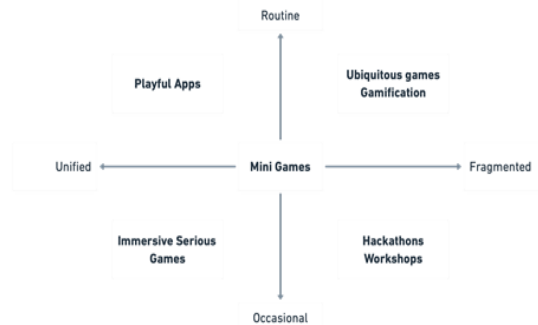 Routine
Playful Apps
Ubiquitous games
Gamification
Unified
Mini Games
Fragmented
Immersive Serious
Games
Hackathons
Workshops
Occasional